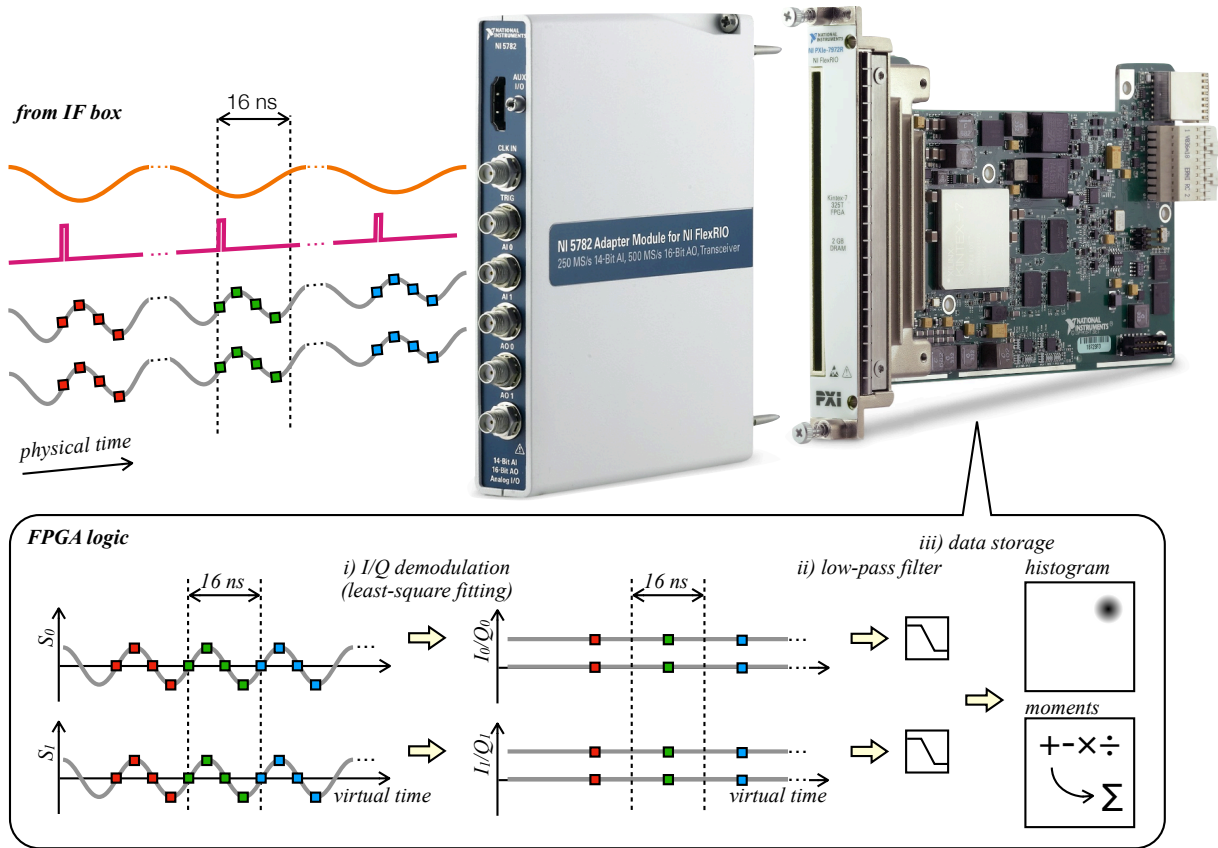 from IF box
16 ns
physical time
NATIONAL
INSTRUMENTS
NI 5782
AUX
I/O
CLK IN
TRIG
AI 0
AI 1
AO 0
AO 1
14-Bit AI
16-Bit AO
Analog I/O
NI 5782 Adapter Module for NI FlexRIO
250 MS/s 14-Bit AI, 500 MS/s 16-Bit AO, Transceiver
NATIONAL
INSTRUMENTS
NI PXIe-7972R
NI FlexRIO
Kintex-7
325T
FPGA
2 GB
DRAM
PXI
NATIONAL
INSTRUMENTS
FPGA logic
i) I/Q demodulation
(least-square fitting)
ii) low-pass filter
iii) data storage
histogram
16 ns
16 ns
S0
I0/Q0
moments
S1
I1/Q1
+-×÷
Σ
virtual time
virtual time